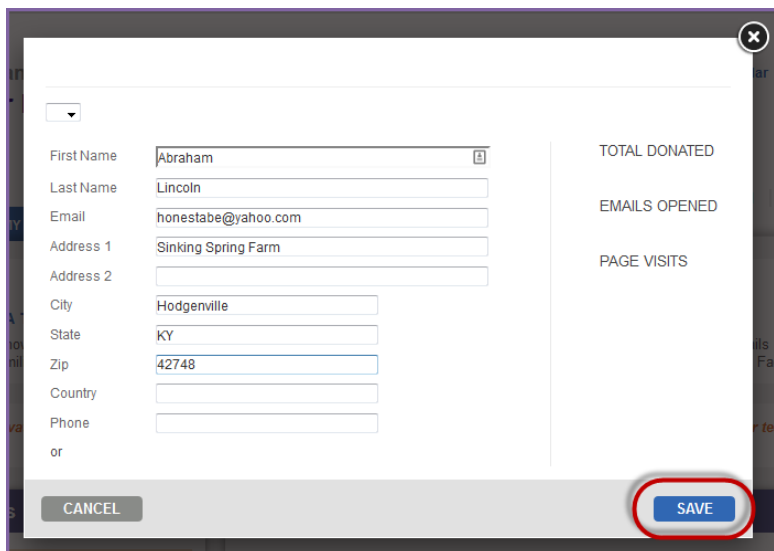 First Name Abraham
Last Name Lincoln
Email honestabe@yahoo.com
Address 1 Sinking Spring Farm
Address 2
City Hodgenville
State KY
Zip 42748
Country
Phone
or
TOTAL DONATED
EMAILS OPENED
PAGE VISITS
CANCEL SAVE